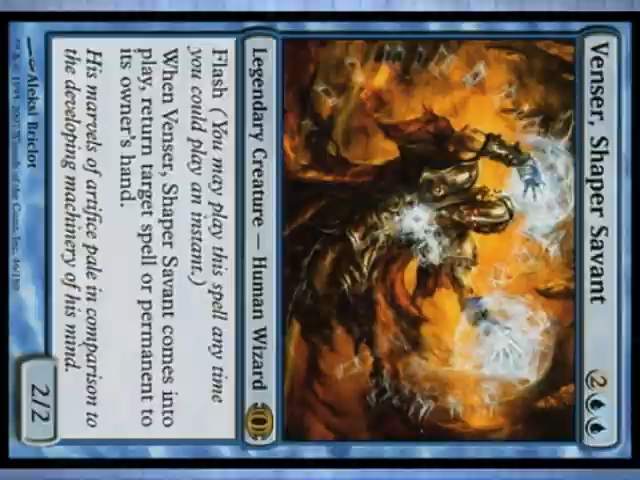 Venser, Shaper Savant 2
Legendary Creature — Human Wizard
Flash (You may play this spell any time
you could play an instant.)
When Venser, Shaper Savant comes into
play, return target spell or permanent to
its owner's hand.
His marvels of artifice pale in comparison to
the developing machinery of his mind.
2/2
Aleksi Briclot